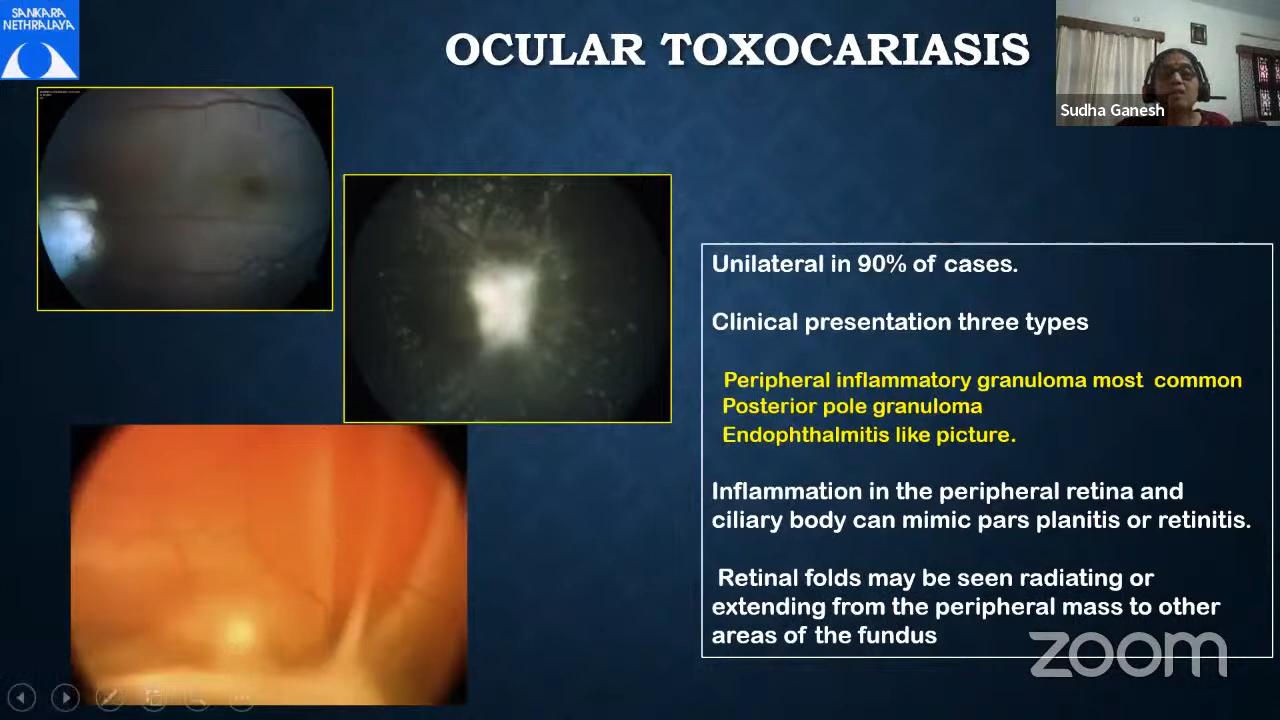 SANKARA
NETHRALAYA
OCULAR TOXOCARIASIS
Sudha Ganesh
Unilateral in 90% of cases.
Clinical presentation three types
Peripheral inflammatory granuloma most common
Posterior pole granuloma
Endophthalmitis like picture.
Inflammation in the peripheral retina and
ciliary body can mimic pars planitis or retinitis.
Retinal folds may be seen radiating or
extending from the peripheral mass to other
areas of the fundus
zoom